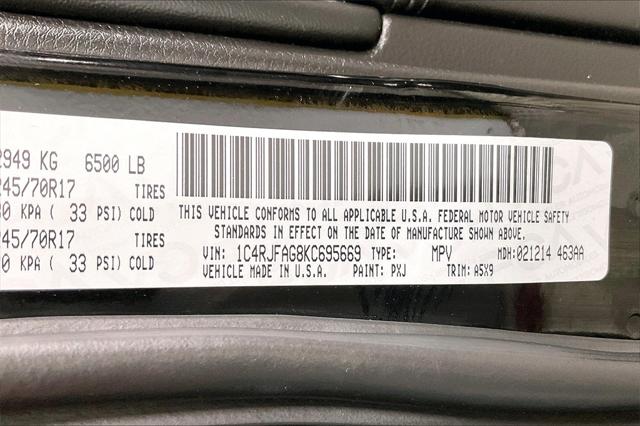 2949 KG 6500 LB
245/70R17 TIRES
30 KPA ( 33 PSI) COLD
245/70R17 TIRES
30 KPA ( 33 PSI) COLD
THIS VEHICLE CONFORMS TO ALL APPLICABLE U.S.A. FEDERAL MOTOR VEHICLE SAFETY
STANDARDS IN EFFECT ON THE DATE OF MANUFACTURE SHOWN ABOVE.
VIN: 1C4RJFAG8KC695669 TYPE: MPV MDH: 021214 463AA
VEHICLE MADE IN U.S.A. PAINT: PXJ TRIM: A5X9